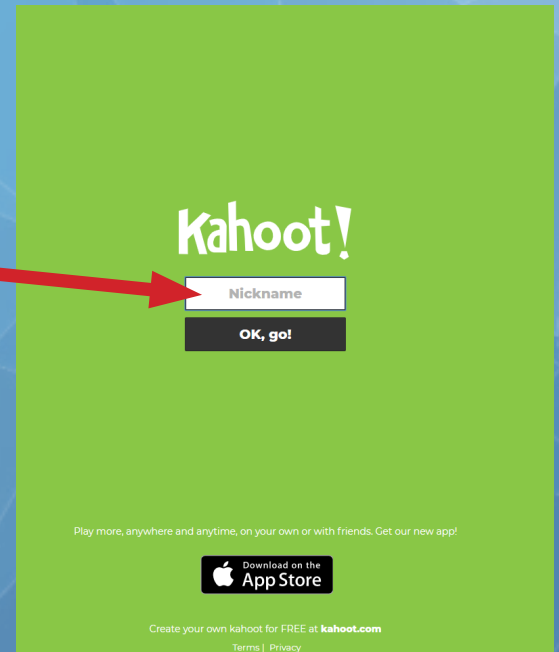 Kahoot!
Nickname
OK, go!
Play more, anywhere and anytime, on your own or with friends. Get our new app!
Download on the
App Store
Create your own kahoot for FREE at kahoot.com
Terms | Privacy